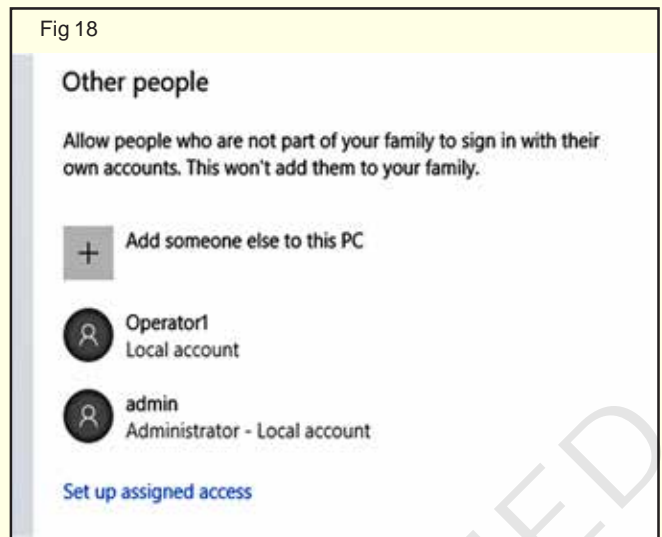 Fig 18
Other people
Allow people who are not part of your family to sign in with their
own accounts. This won't add them to your family.
Add someone else to this PC
Operator1
Local account
admin
Administrator - Local account
Set up assigned access